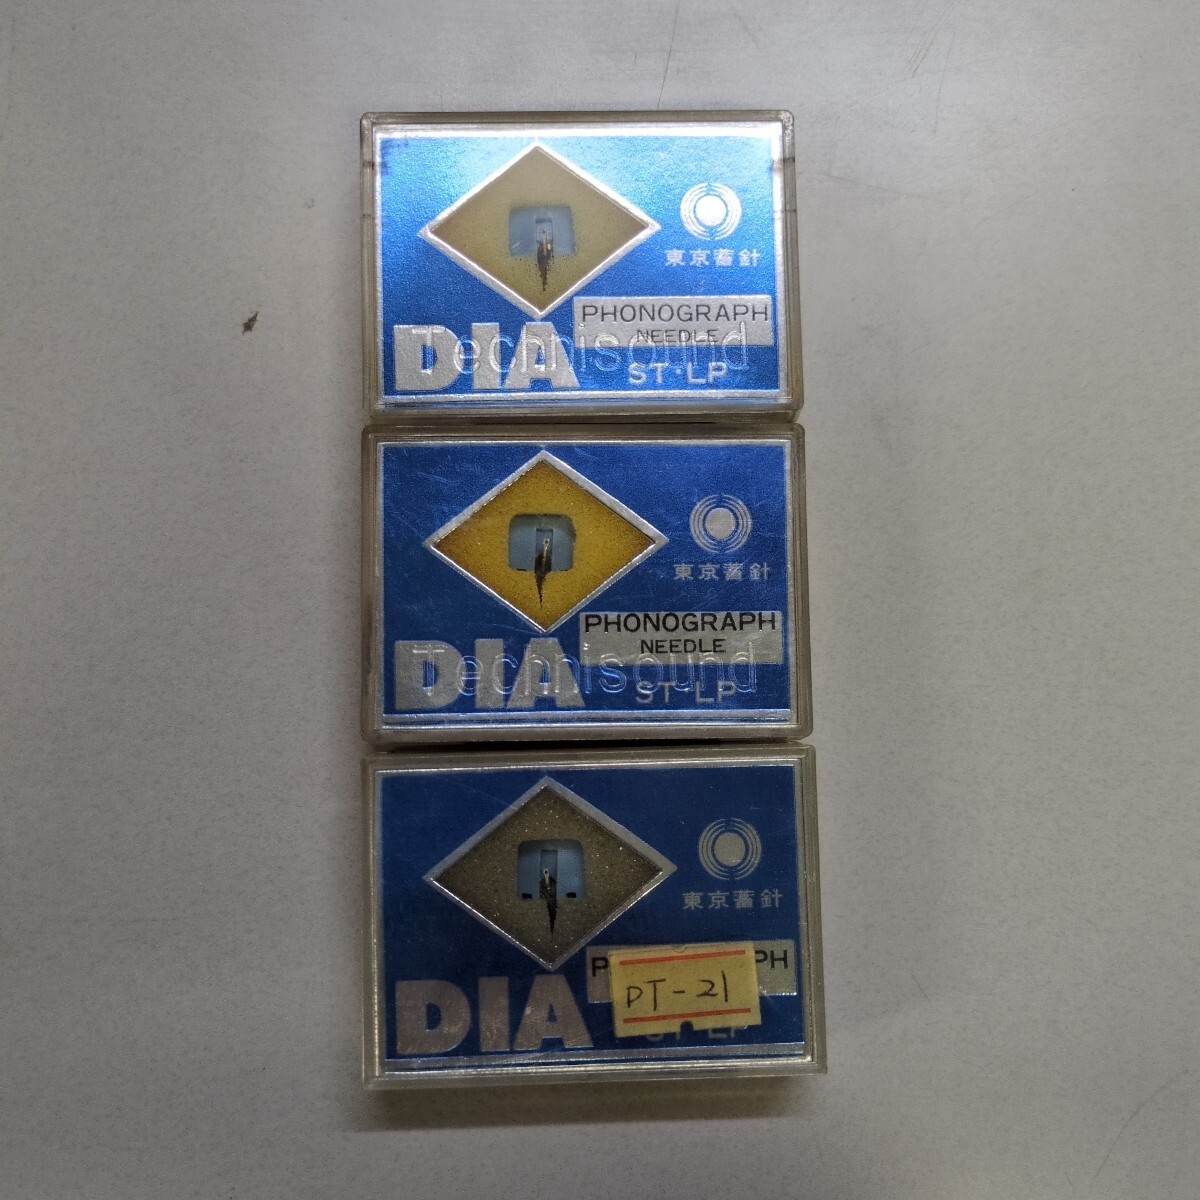 東京蓄針
PHONOGRAPH
NEEDLE
Technisound
DIA
ST·LP
東京蓄針
PHONOGRAPH
NEEDLE
Technisound
DIA
ST·LP
東京蓄針
PH
DT-21
DIA